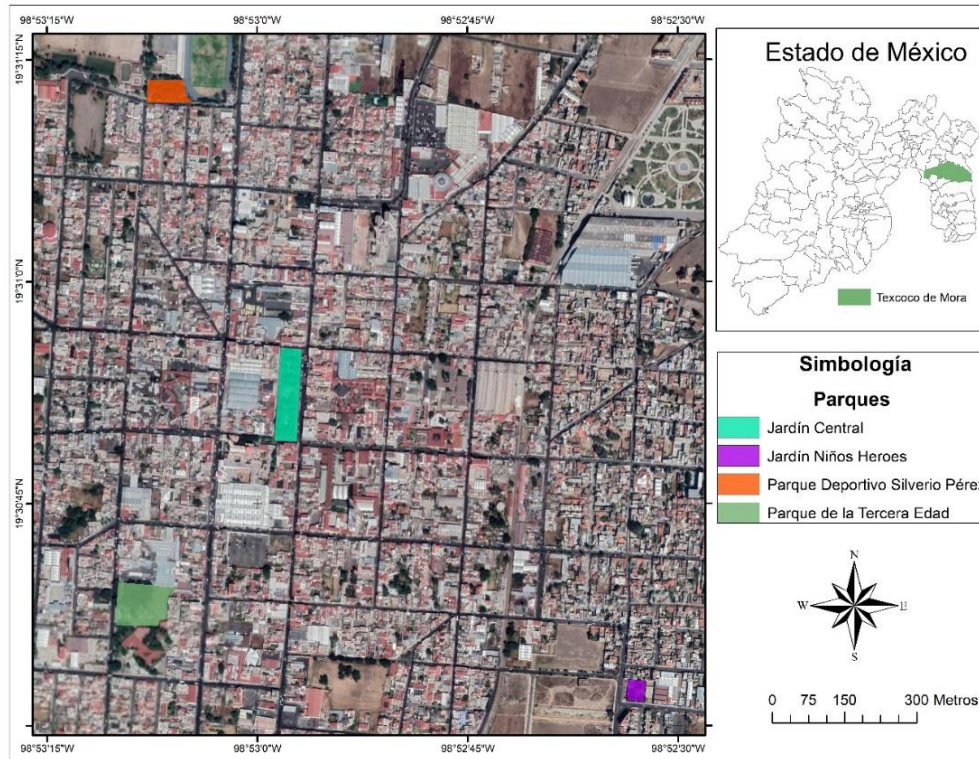 98°53'15"W 98°53'0"W 98°52'45"W 98°52'30"W
19°31'15"N
19°31'0"N
19°30'45"N
98°53'15"W 98°53'0"W 98°52'45"W 98°52'30"W
Estado de México
Texcoco de Mora
Simbología
Parques
Jardín Central
Jardín Niños Heroes
Parque Deportivo Silverio Pérez
Parque de la Tercera Edad
N
W E
S
0 75 150 300 Metros